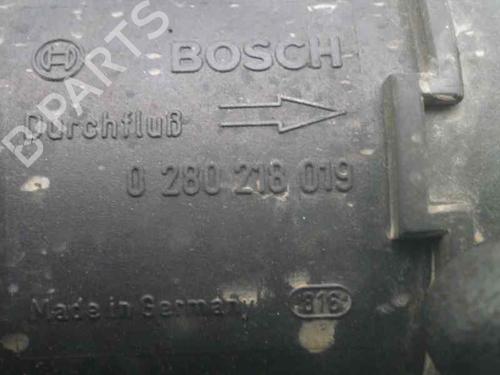 BOSCH
Durchfluß
0 280 218 019
Made in Germany 816
B-PARTS